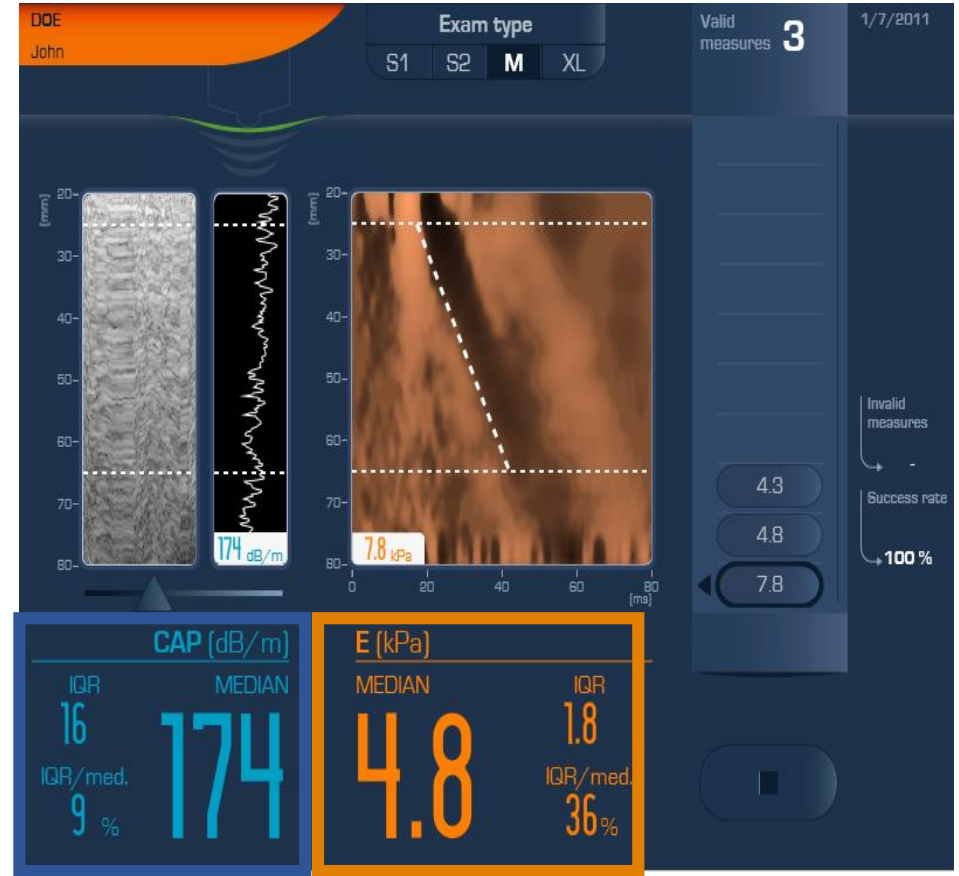 DOE
John
Exam type
S1 S2 M XL
Valid
measures 3
1/7/2011
[mm]
20-
30-
40-
50-
60-
70-
80-
174 dB/m
[mm]
20-
30-
40-
50-
60-
70-
80-
7.8 kPa
0 20 40 60 80
[ms]
4.3
4.8
7.8
Invalid
measures
-
Success rate
100 %
CAP (dB/m)
IQR MEDIAN
16
174
IQR/med.
9 %
E (kPa)
MEDIAN IQR
4.8
1.8
IQR/med.
36 %